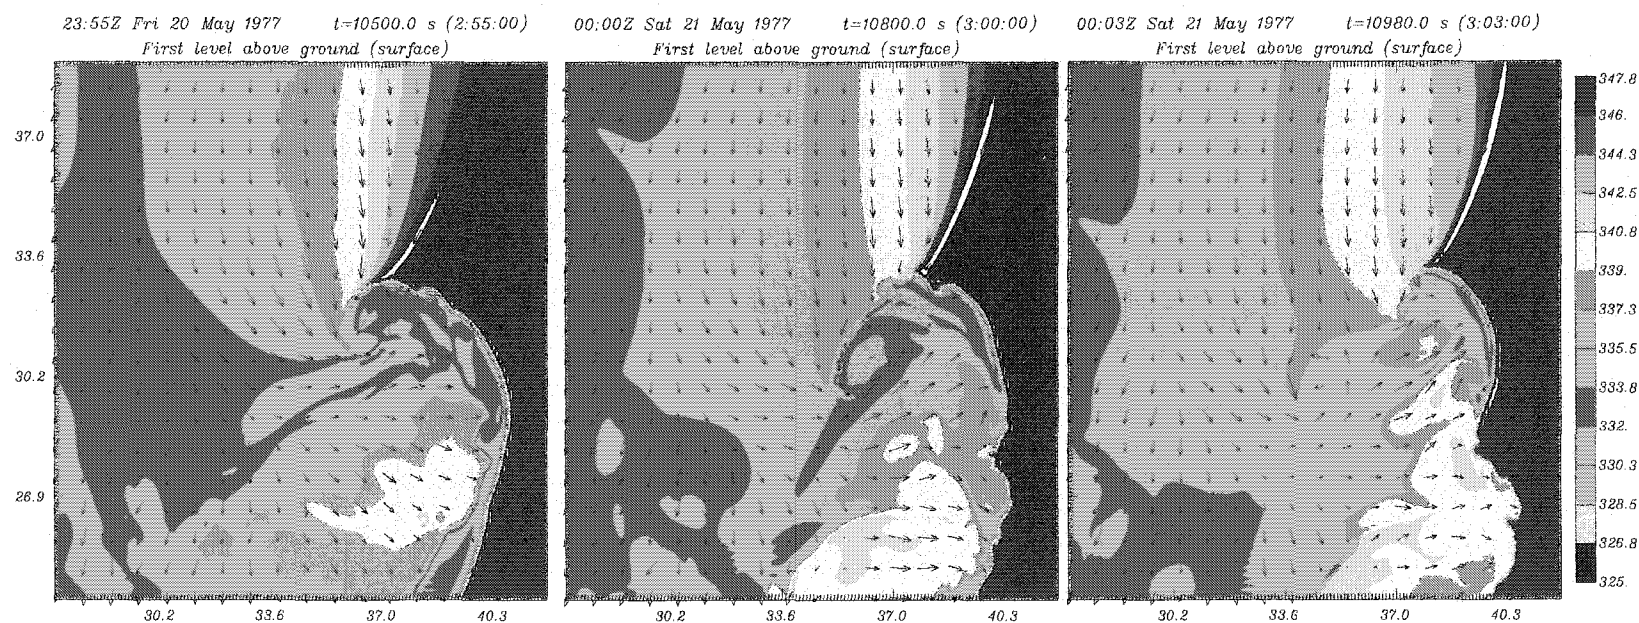 23:55Z Fri 20 May 1977 t=10500.0 s (2:55:00)
First level above ground (surface)
00:00Z Sat 21 May 1977 t=10800.0 s (3:00:00)
First level above ground (surface)
00:03Z Sat 21 May 1977 t=10980.0 s (3:03:00)
First level above ground (surface)
37.0
33.6
30.2
26.9
30.2 33.6 37.0 40.3
30.2 33.6 37.0 40.3
30.2 33.6 37.0 40.3
347.8
346.
344.3
342.5
340.8
339.
337.3
335.5
333.8
332.
330.3
328.5
326.8
325.